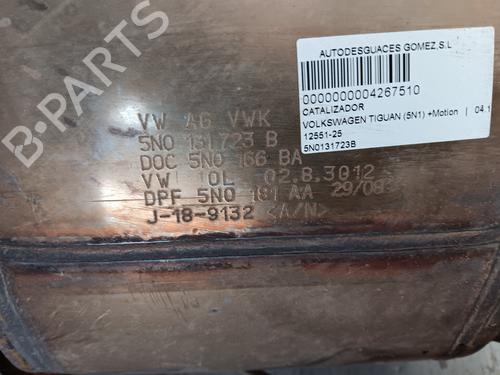 B-PARTS
AUTODESGUACES GOMEZ,S.L
0000000004267510
CATALIZADOR
VOLKSWAGEN TIGUAN (5N1) +Motion | 04.1
12551-25
5N0131723B
VW AG VWK
5N0 131723 B
DOC 5N0 166 BA
VW 10L 02.8.3012
DPF 5N0 181 AA 29/08
J-18-9132 <A/N>